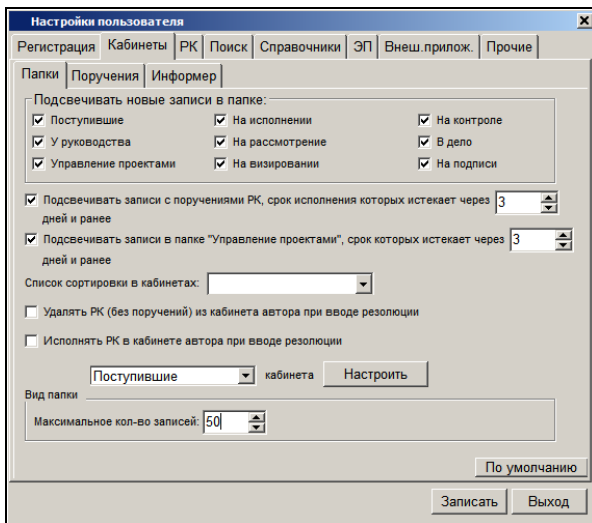 Настройки пользователя
Регистрация Кабинеты РК Поиск Справочники ЭП Внеш.прилож. Прочие
Папки Поручения Информер
Подсвечивать новые записи в папке:
Поступившие На исполнении На контроле
У руководства На рассмотрение В дело
Управление проектами На визировании На подписи
Подсвечивать записи с поручениями РК, срок исполнения которых истекает через 3
дней и ранее
Подсвечивать записи в папке "Управление проектами", срок которых истекает через 3
дней и ранее
Список сортировки в кабинетах:
Удалять РК (без поручений) из кабинета автора при вводе резолюции
Исполнять РК в кабинете автора при вводе резолюции
Поступившие кабинета Настроить
Вид папки
Максимальное кол-во записей: 50
По умолчанию
Записать Выход